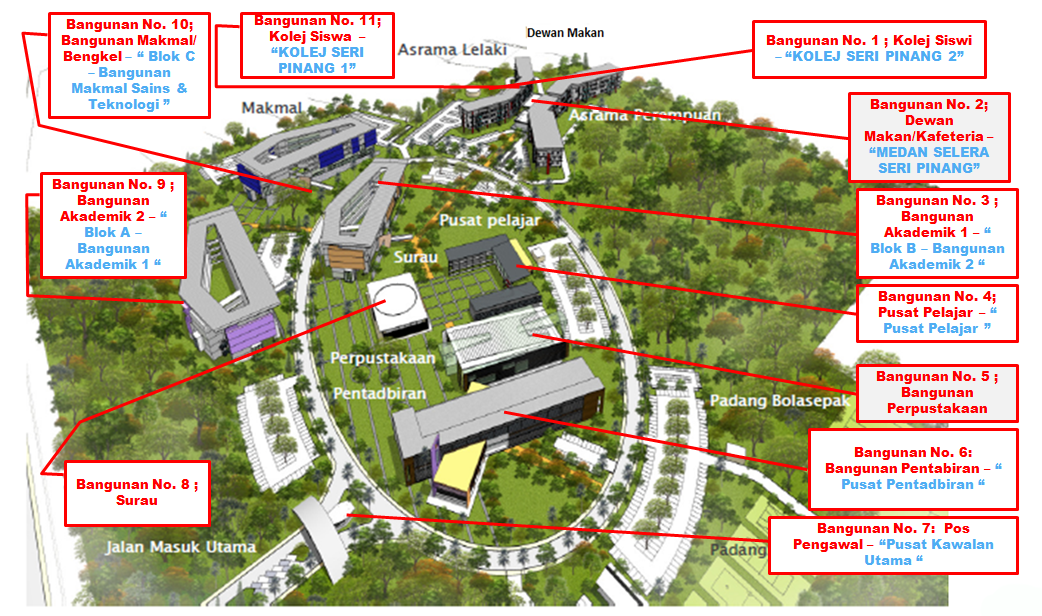 Bangunan No. 10;
Bangunan Makmal/
Bengkel – “ Blok C
– Bangunan
Makmal Sains &
Teknologi ”
Bangunan No. 11;
Kolej Siswa –
“KOLEJ SERI
PINANG 1”
Asrama Lelaki
Dewan Makan
Bangunan No. 1 ; Kolej Siswi
– “KOLEJ SERI PINANG 2”
Makmal
Asrama Perempuan
Bangunan No. 2;
Dewan
Makan/Kafeteria –
“MEDAN SELERA
SERI PINANG”
Bangunan No. 9 ;
Bangunan
Akademik 2 – “
Blok A –
Bangunan
Akademik 1 “
Pusat pelajar
Surau
Bangunan No. 3 ;
Bangunan
Akademik 1 – “
Blok B – Bangunan
Akademik 2 “
Bangunan No. 4;
Pusat Pelajar – “
Pusat Pelajar ”
Perpustakaan
Pentadbiran
Bangunan No. 5 ;
Bangunan
Perpustakaan
Padang Bolasepak
Bangunan No. 6:
Bangunan Pentabiran – “
Pusat Pentadbiran “
Bangunan No. 8 ;
Surau
Jalan Masuk Utama
Padang
Bangunan No. 7: Pos
Pengawal – “Pusat Kawalan
Utama “